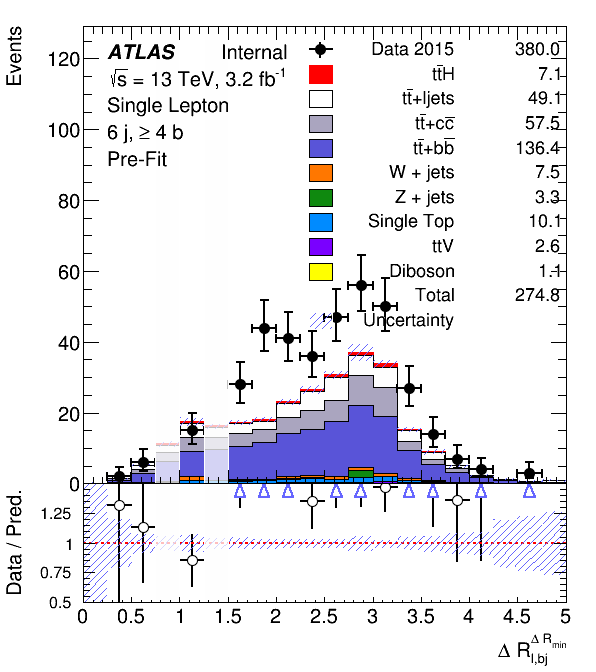 Events
120
100
80
60
40
20
0
ATLAS Internal
√s = 13 TeV, 3.2 fb⁻¹
Single Lepton
6 j, ≥ 4 b
Pre-Fit
Data 2015 380.0
tt̄H 7.1
tt̄+ljets 49.1
tt̄+cc̄ 57.5
tt̄+bb̄ 136.4
W + jets 7.5
Z + jets 3.3
Single Top 10.1
ttV 2.6
Diboson 1.1
Total 274.8
Uncertainty
Data / Pred.
1.25
1
0.75
0.5
0 0.5 1 1.5 2 2.5 3 3.5 4 4.5 5
Δ R_{l,bj}^{Δ R_{min}}